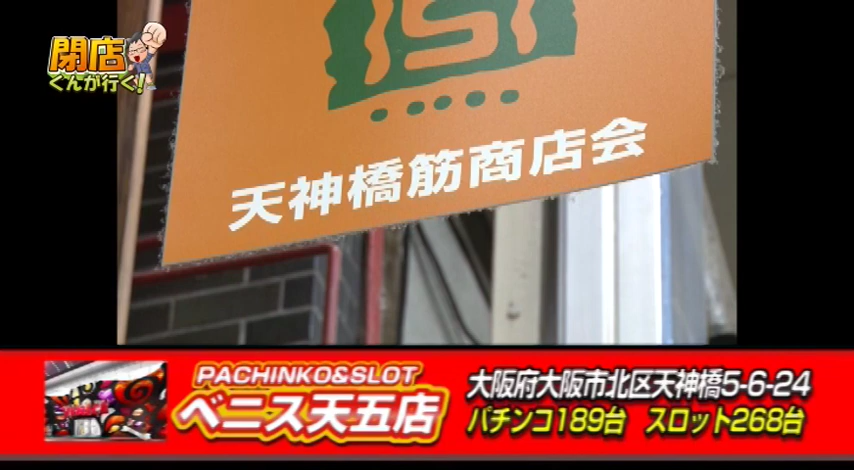 閉店
くんが行く!
天神橋筋商店会
PACHINKO&SLOT
ベニス天五店
大阪府大阪市北区天神橋5-6-24
パチンコ189台 スロット268台